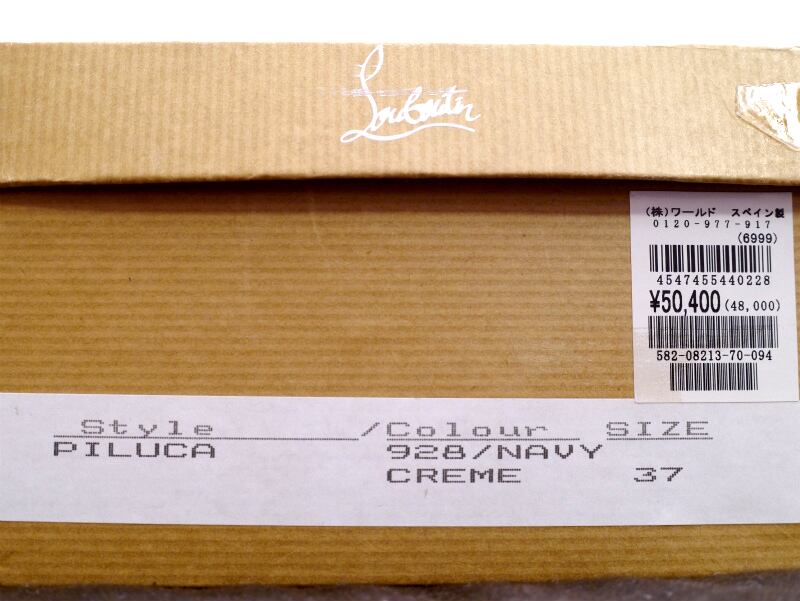 Louboutin
(株)ワールド スペイン製
0120-977-917
(6999)
4547455440228
¥50,400(48,000)
582-08213-70-094
Style /Colour SIZE
PILUCA 928/NAVY
CREME 37